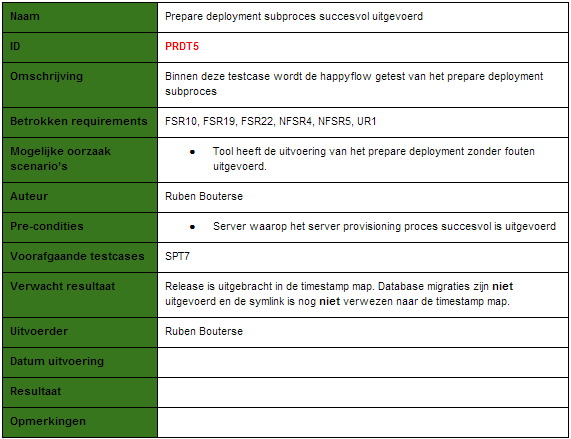 Naam
Prepare deployment subproces succesvol uitgevoerd
ID
PRDT5
Omschrijving
Binnen deze testcase wordt de happyflow getest van het prepare deployment
subproces
Betrokken requirements
FSR10, FSR19, FSR22, NFSR4, NFSR5, UR1
Mogelijke oorzaak
scenario's
● Tool heeft de uitvoering van het prepare deployment zonder fouten
uitgevoerd.
Auteur
Ruben Bouterse
Pre-condities
● Server waarop het server provisioning proces succesvol is uitgevoerd
Voorafgaande testcases
SPT7
Verwacht resultaat
Release is uitgebracht in de timestamp map. Database migraties zijn niet
uitgevoerd en de symlink is nog niet verwezen naar de timestamp map.
Uitvoerder
Ruben Bouterse
Datum uitvoering
Resultaat
Opmerkingen